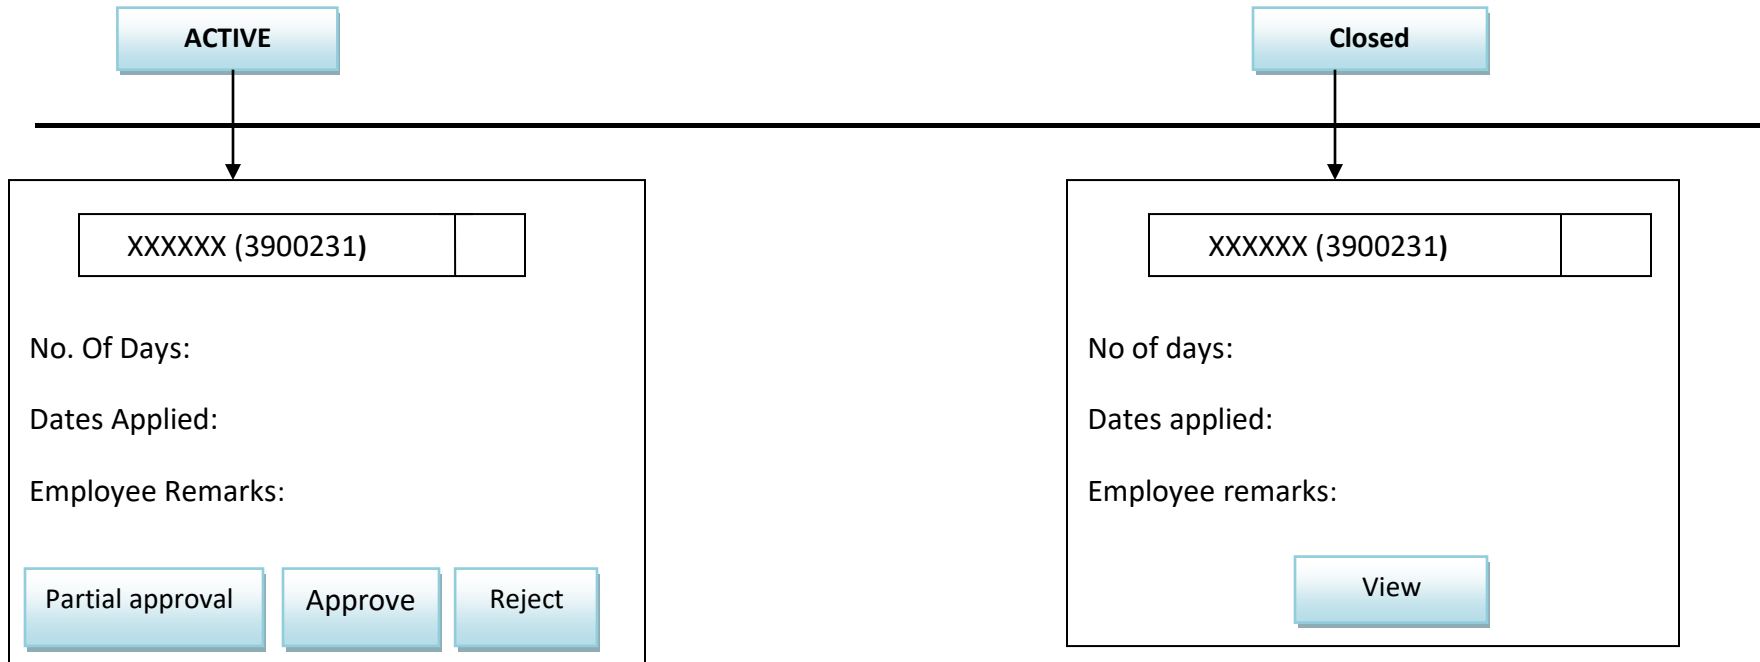 ACTIVE
Closed
XXXXXX (3900231)
No. Of Days:
Dates Applied:
Employee Remarks:
Partial approval
Approve
Reject
XXXXXX (3900231)
No of days:
Dates applied:
Employee remarks:
View